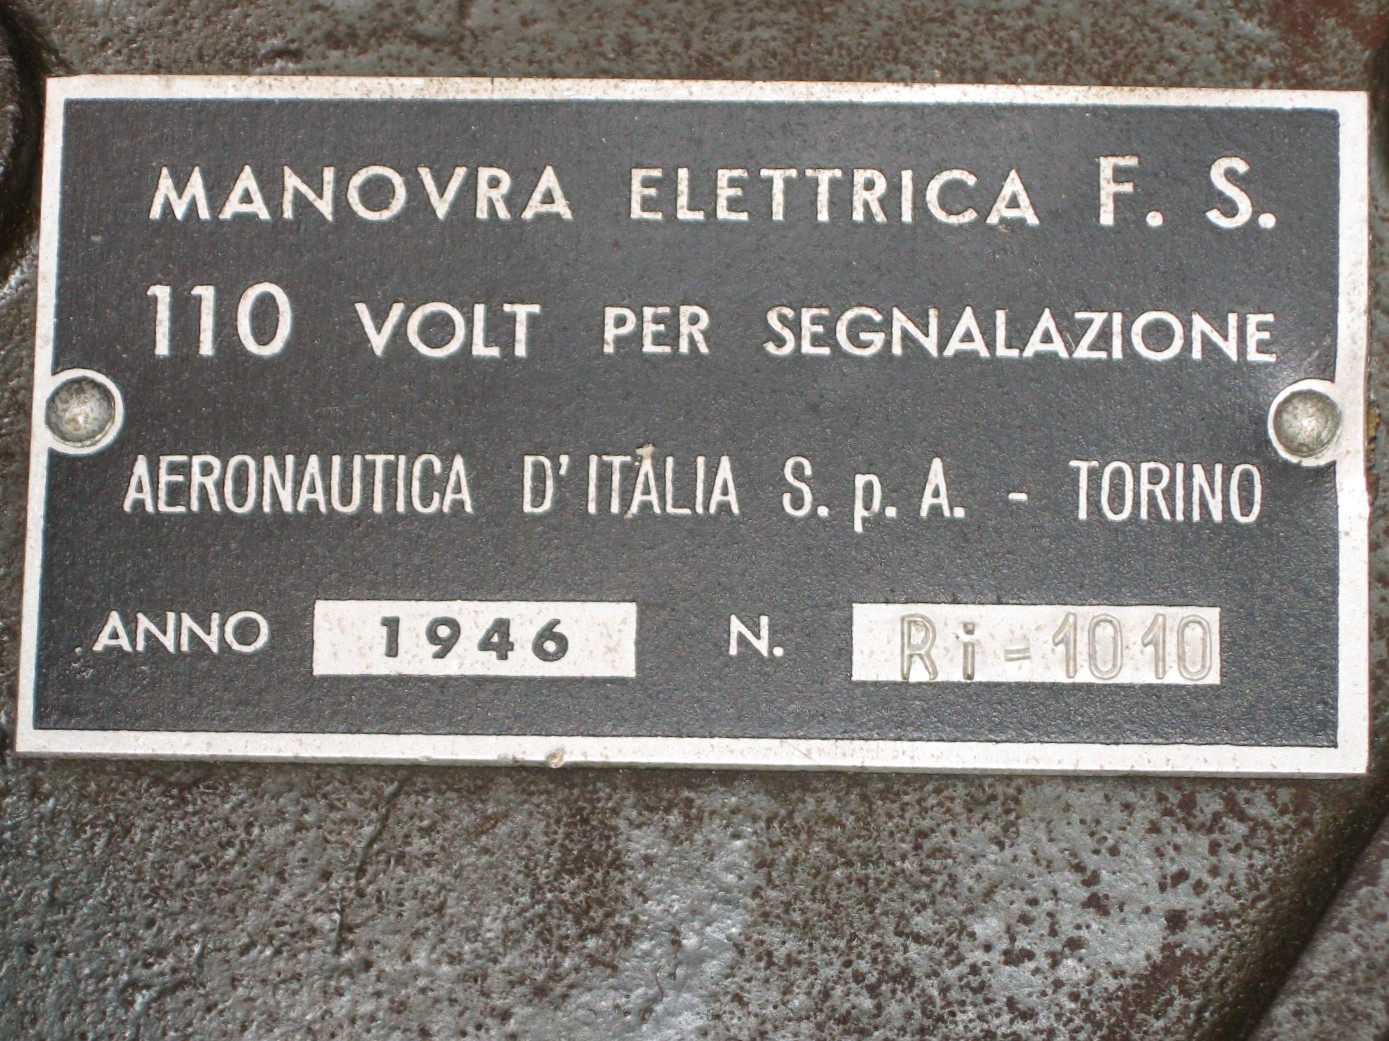 MANOVRA ELETTRICA F. S.
110 VOLT PER SEGNALAZIONE
AERONAUTICA D'ITALIA S. p. A. - TORINO
ANNO 1946 N. Ri=1010